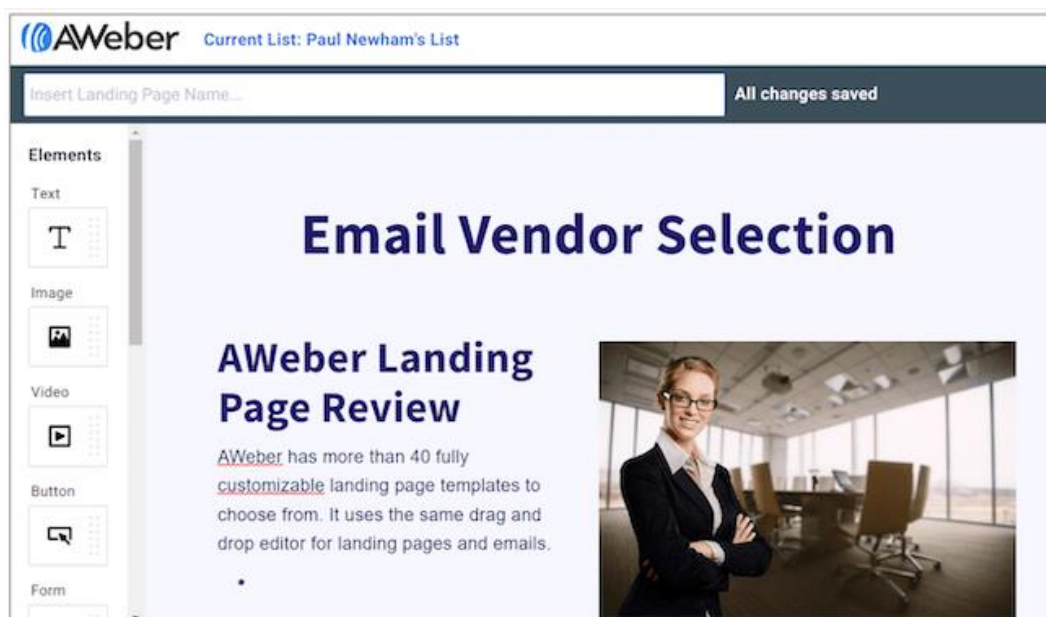 AWeber
Current List: Paul Newham's List
Insert Landing Page Name...
All changes saved
Elements
Text
T
Image
Video
Button
Form
Email Vendor Selection
AWeber Landing
Page Review
AWeber has more than 40 fully
customizable landing page templates to
choose from. It uses the same drag and
drop editor for landing pages and emails.
•